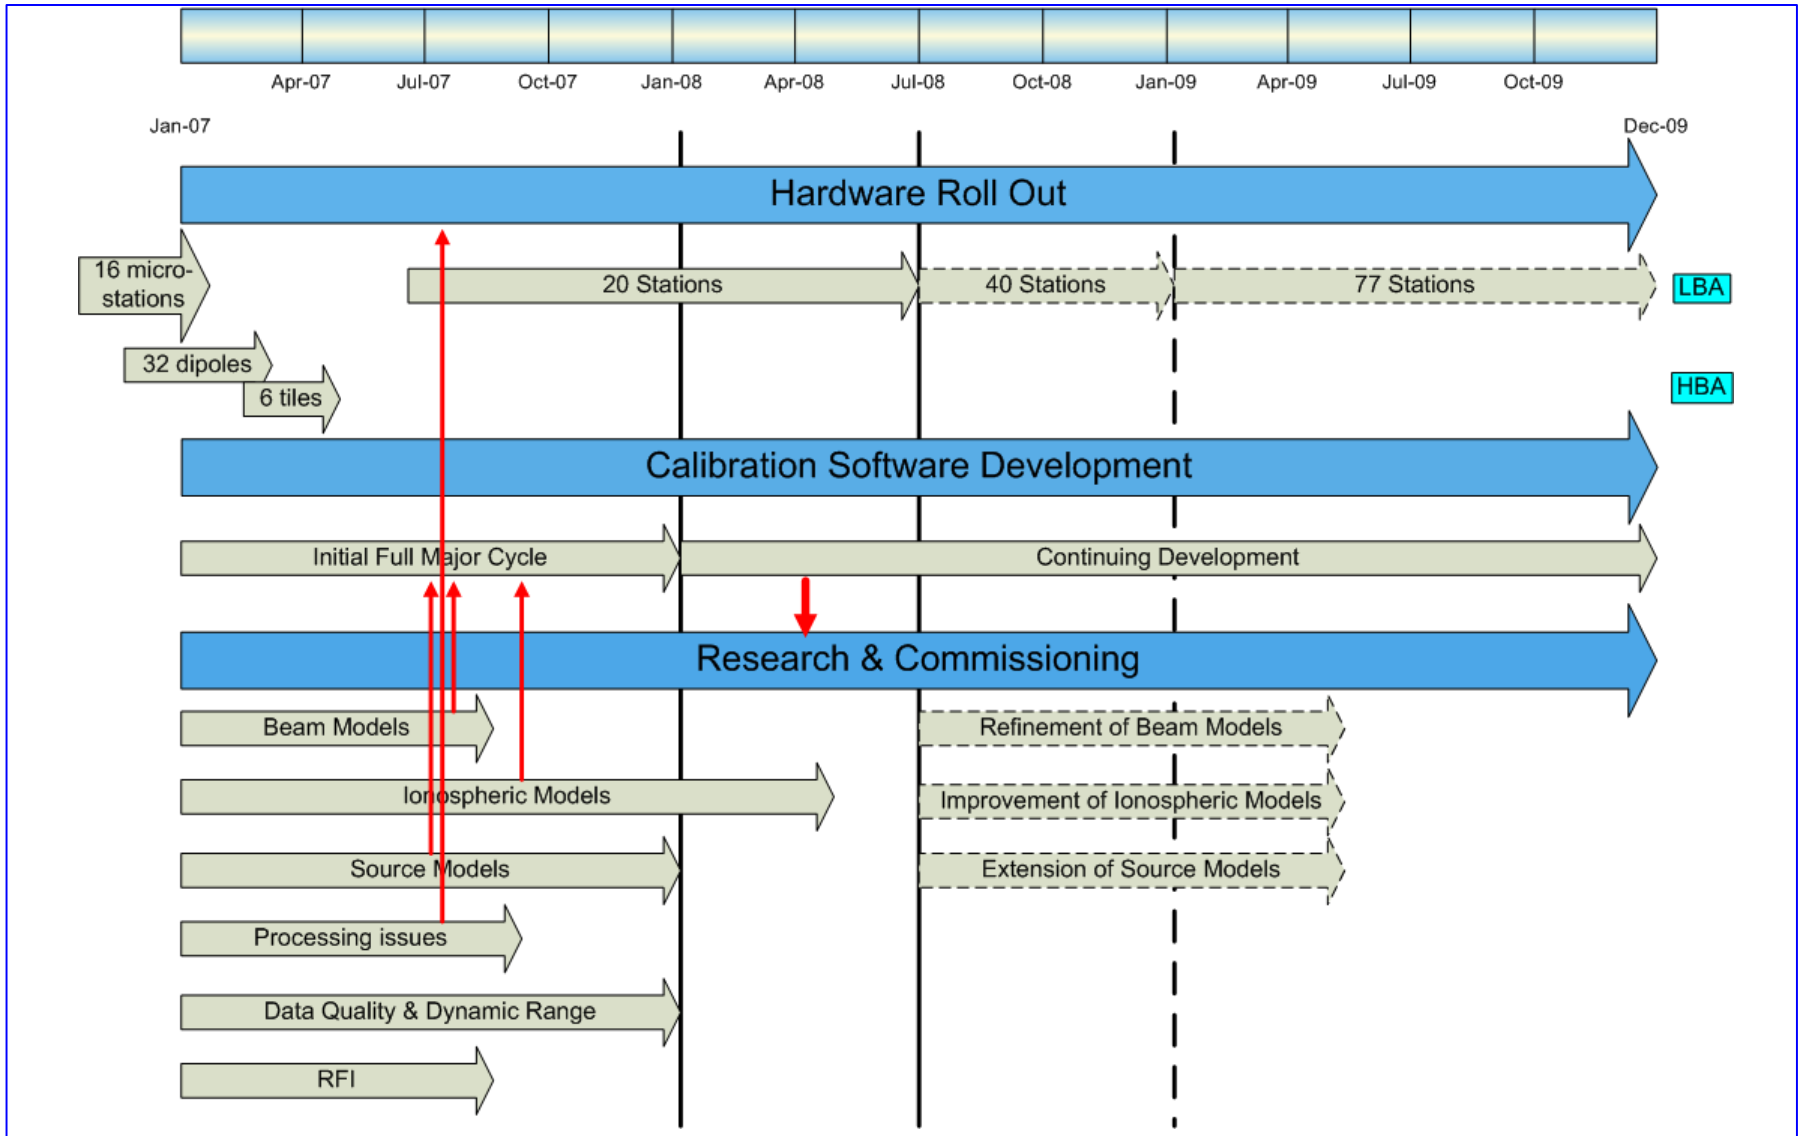 Apr-07 Jul-07 Oct-07 Jan-08 Apr-08 Jul-08 Oct-08 Jan-09 Apr-09 Jul-09 Oct-09
Jan-07 Dec-09
Hardware Roll Out
16 micro-
stations
20 Stations 40 Stations 77 Stations LBA
32 dipoles
6 tiles HBA
Calibration Software Development
Initial Full Major Cycle Continuing Development
Research & Commissioning
Beam Models Refinement of Beam Models
Ionospheric Models Improvement of Ionospheric Models
Source Models Extension of Source Models
Processing issues
Data Quality & Dynamic Range
RFI